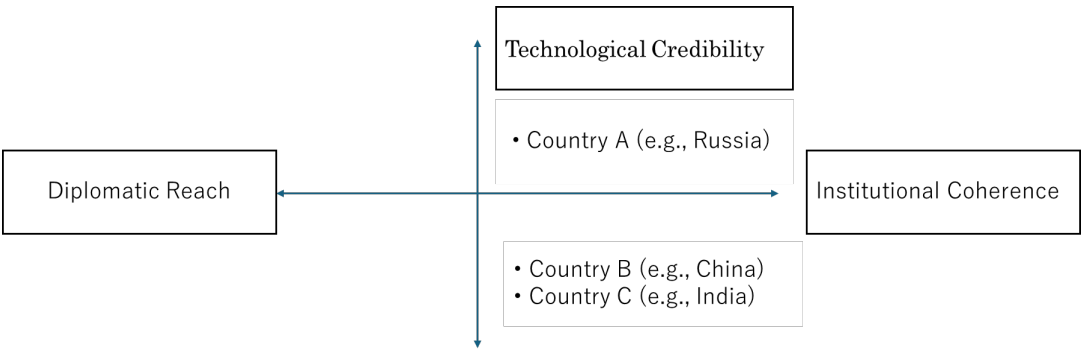 Technological Credibility
・Country A (e.g., Russia)
Diplomatic Reach
Institutional Coherence
・Country B (e.g., China)
・Country C (e.g., India)